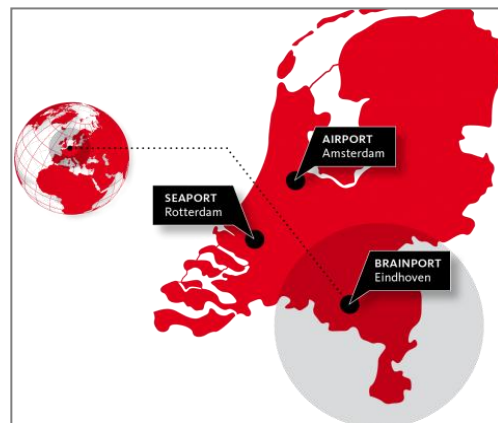 AIRPORT
Amsterdam
SEAPORT
Rotterdam
BRAINPORT
Eindhoven